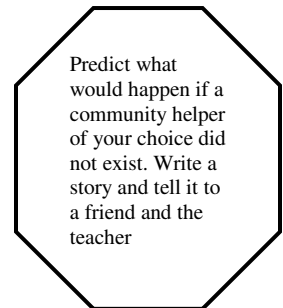 Predict what
would happen if a
community helper
of your choice did
not exist. Write a
story and tell it to
a friend and the
teacher